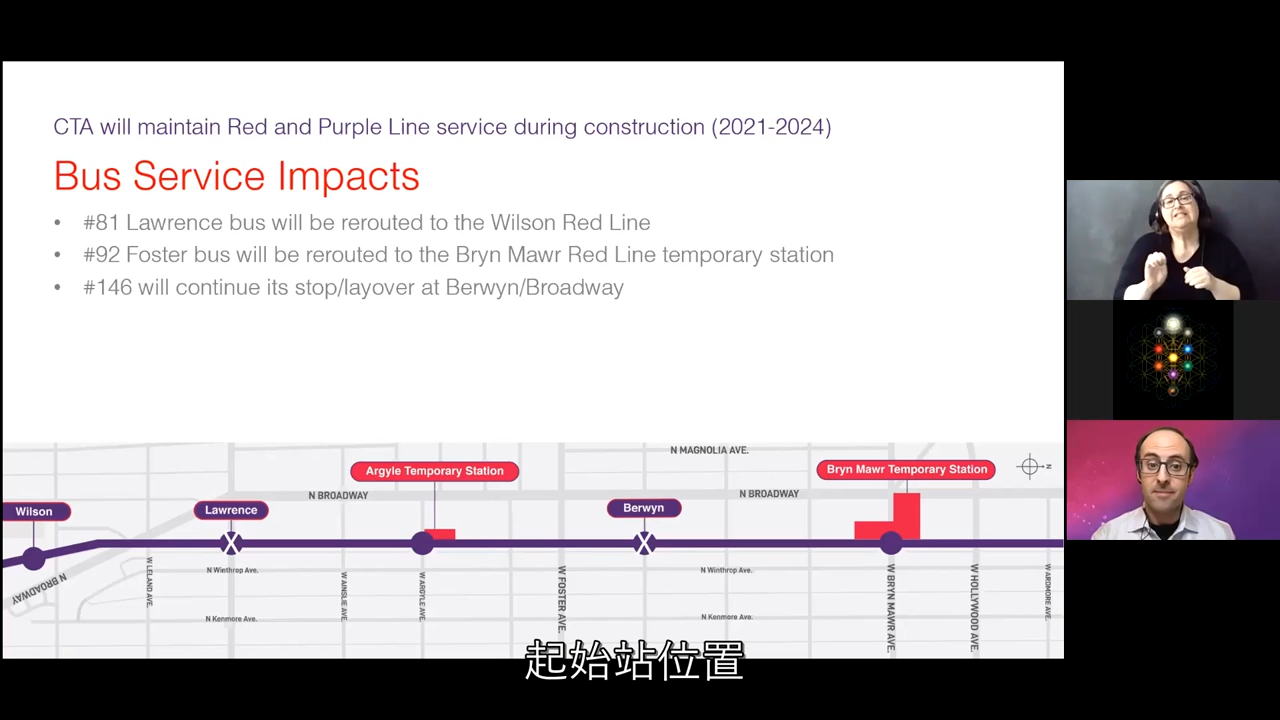 CTA will maintain Red and Purple Line service during construction (2021-2024)
Bus Service Impacts
• #81 Lawrence bus will be rerouted to the Wilson Red Line
• #92 Foster bus will be rerouted to the Bryn Mawr Red Line temporary station
• #146 will continue its stop/layover at Berwyn/Broadway
N MAGNOLIA AVE.
Argyle Temporary Station
Bryn Mawr Temporary Station
N
N BROADWAY
N BROADWAY
Wilson
Lawrence
Berwyn
N BROADWAY
W LELAND AVE.
N Winthrop Ave.
N Kenmore Ave.
W AINSLIE AVE.
W ARGYLE AVE.
W FOSTER AVE.
N Winthrop Ave.
N Kenmore Ave.
W BRYN MAWR AVE.
W HOLLYWOOD AVE.
W ARDMORE AVE.
起始站位置